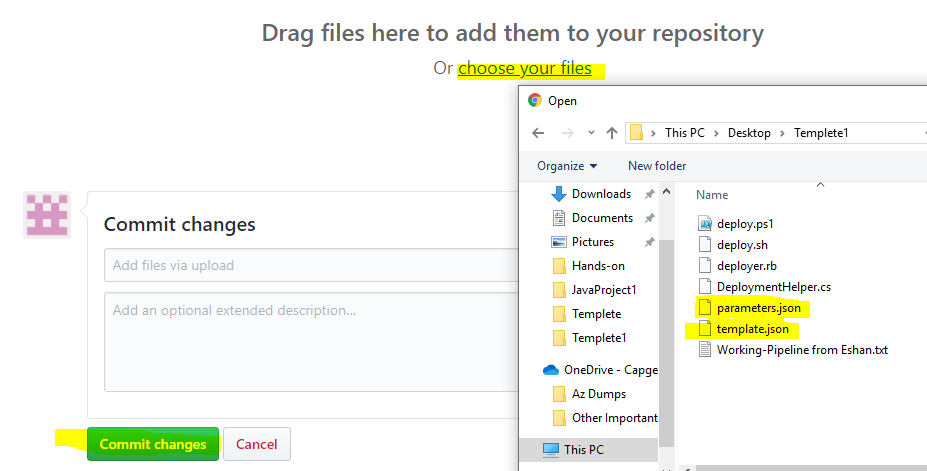 Drag files here to add them to your repository
Or choose your files
Commit changes
Add files via upload
Add an optional extended description...
Commit changes
Cancel
Open
This PC > Desktop > Templete1
Organize
New folder
Downloads
Documents
Pictures
Hands-on
JavaProject1
Templete
Templete1
OneDrive - Capge
Az Dumps
Other Important
This PC
Name
deploy.ps1
deploy.sh
deployer.rb
DeploymentHelper.cs
parameters.json
template.json
Working-Pipeline from Eshan.txt